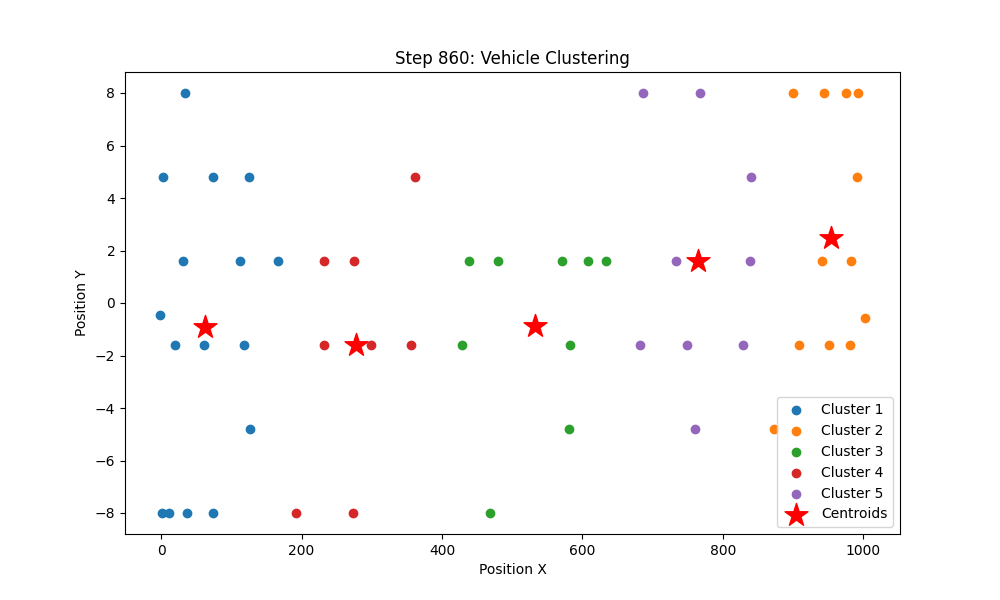 Step 860: Vehicle Clustering
Position Y
8
6
4
2
0
−2
−4
−6
−8
0 200 400 600 800 1000
Position X
Cluster 1
Cluster 2
Cluster 3
Cluster 4
Cluster 5
Centroids